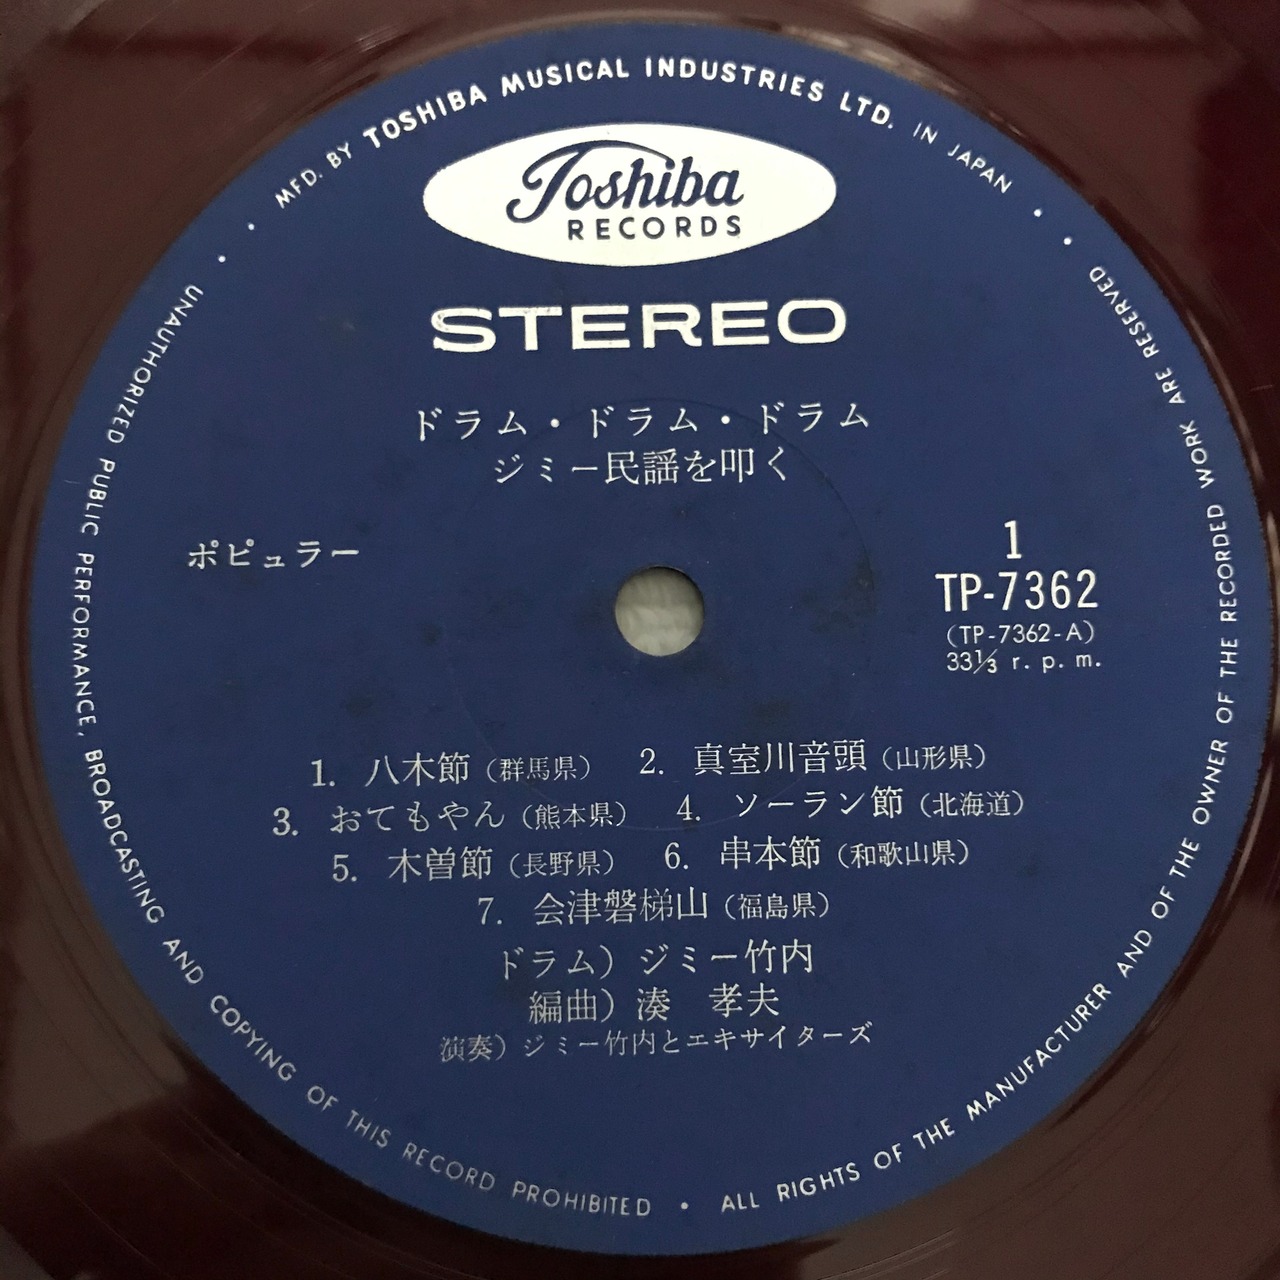 MFD. BY TOSHIBA MUSICAL INDUSTRIES LTD. IN JAPAN
Toshiba
RECORDS
STEREO
ドラム・ドラム・ドラム
ジミー民謡を叩く
ポピュラー
1
TP-7362
(TP-7362-A)
33⅓ r. p. m.
1. 八木節（群馬県） 2. 真室川音頭（山形県）
3. おてもやん（熊本県） 4. ソーラン節（北海道）
5. 木曽節（長野県） 6. 串本節（和歌山県）
7. 会津磐梯山（福島県）
ドラム）ジミー竹内
編曲）湊 孝夫
演奏）ジミー竹内とエキサイターズ
UNAUTHORIZED PUBLIC PERFORMANCE, BROADCASTING AND COPYING OF THIS RECORD PROHIBITED • ALL RIGHTS OF THE MANUFACTURER AND OF THE OWNER OF THE RECORDED WORK ARE RESERVED